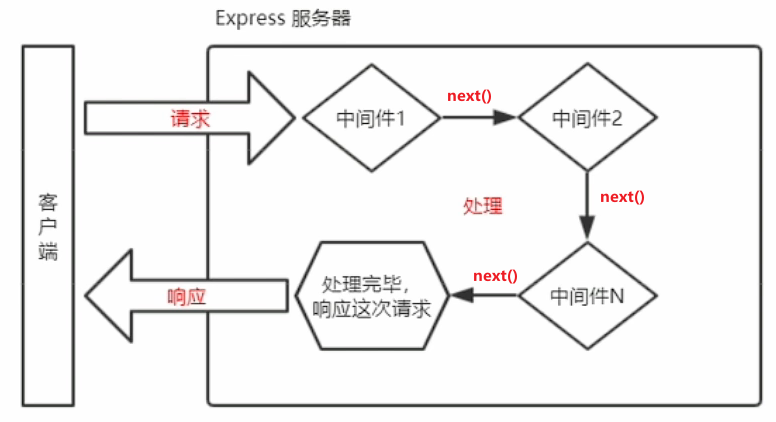 Express 服务器
客户端
请求
中间件1
next()
中间件2
处理
next()
响应
处理完毕，
响应这次请求
next()
中间件N